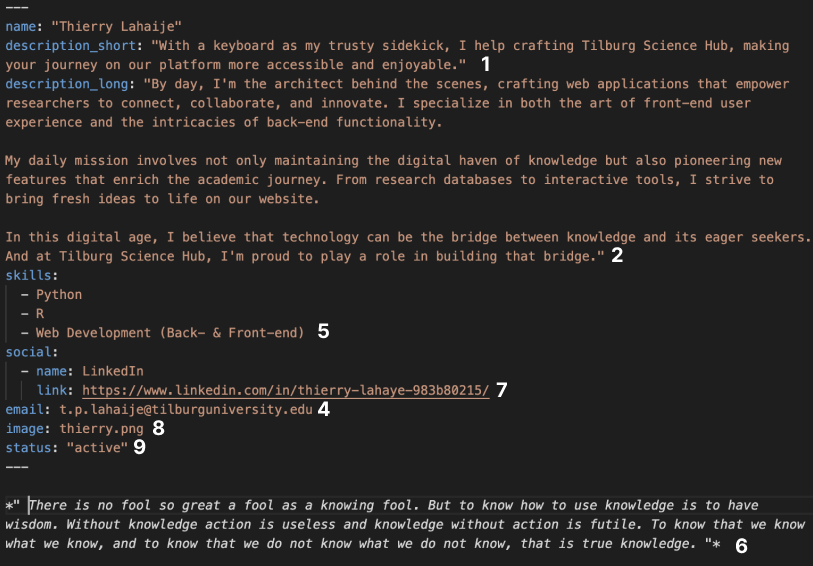 ---
name: "Thierry Lahaije"
description_short: "With a keyboard as my trusty sidekick, I help crafting Tilburg Science Hub, making
your journey on our platform more accessible and enjoyable." 1
description_long: "By day, I'm the architect behind the scenes, crafting web applications that empower
researchers to connect, collaborate, and innovate. I specialize in both the art of front-end user
experience and the intricacies of back-end functionality.
My daily mission involves not only maintaining the digital haven of knowledge but also pioneering new
features that enrich the academic journey. From research databases to interactive tools, I strive to
bring fresh ideas to life on our website.
In this digital age, I believe that technology can be the bridge between knowledge and its eager seekers.
And at Tilburg Science Hub, I'm proud to play a role in building that bridge." 2
skills:
- Python
- R
- Web Development (Back- & Front-end) 5
social:
- name: LinkedIn
link: https://www.linkedin.com/in/thierry-lahaye-983b80215/ 7
email: t.p.lahaije@tilburguniversity.edu 4
image: thierry.png 8
status: "active" 9
---
*" There is no fool so great a fool as a knowing fool. But to know how to use knowledge is to have
wisdom. Without knowledge action is useless and knowledge without action is futile. To know that we know
what we know, and to know that we do not know what we do not know, that is true knowledge. "* 6